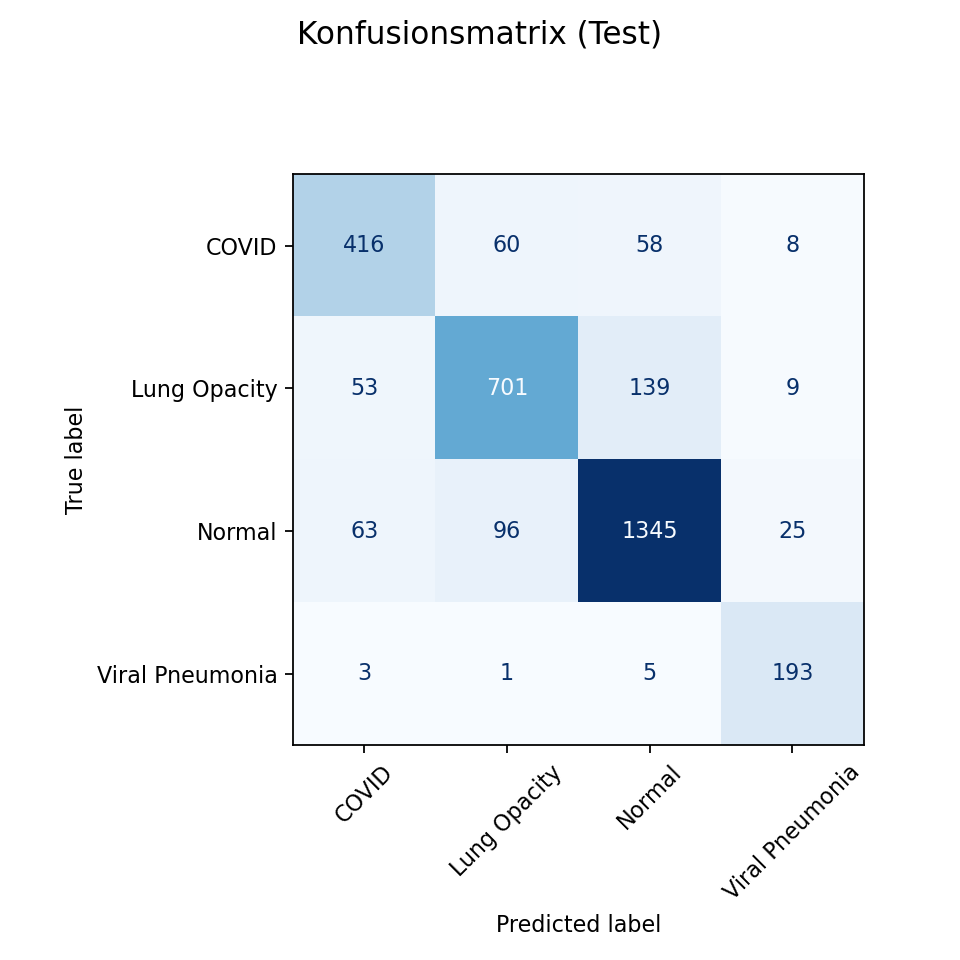 Konfusionsmatrix (Test)
True label
COVID 416 60 58 8
Lung Opacity 53 701 139 9
Normal 63 96 1345 25
Viral Pneumonia 3 1 5 193
COVID Lung Opacity Normal Viral Pneumonia
Predicted label